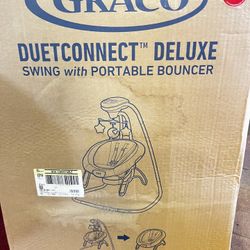 GRACO
DUETCONNECT™ DELUXE
SWING with PORTABLE BOUNCER